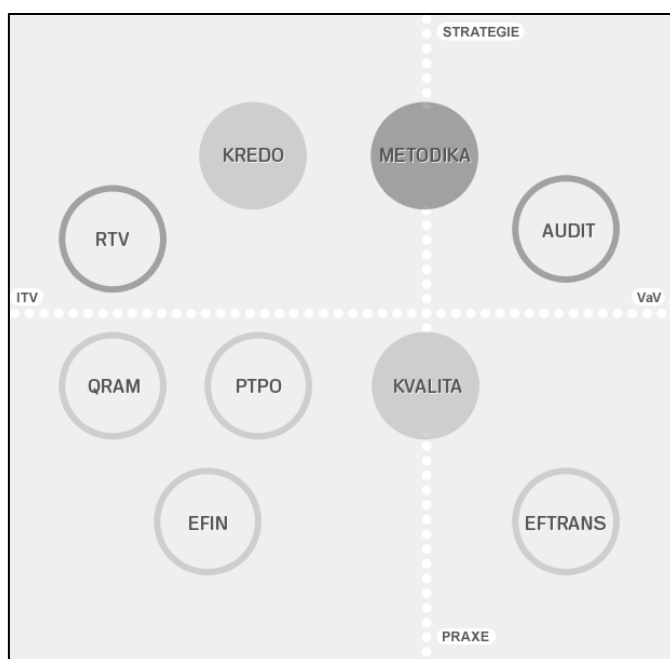 STRATEGIE
KREDO
METODIKA
RTV
AUDIT
ITV
VaV
QRAM
PTPO
KVALITA
EFIN
EFTRANS
PRAXE